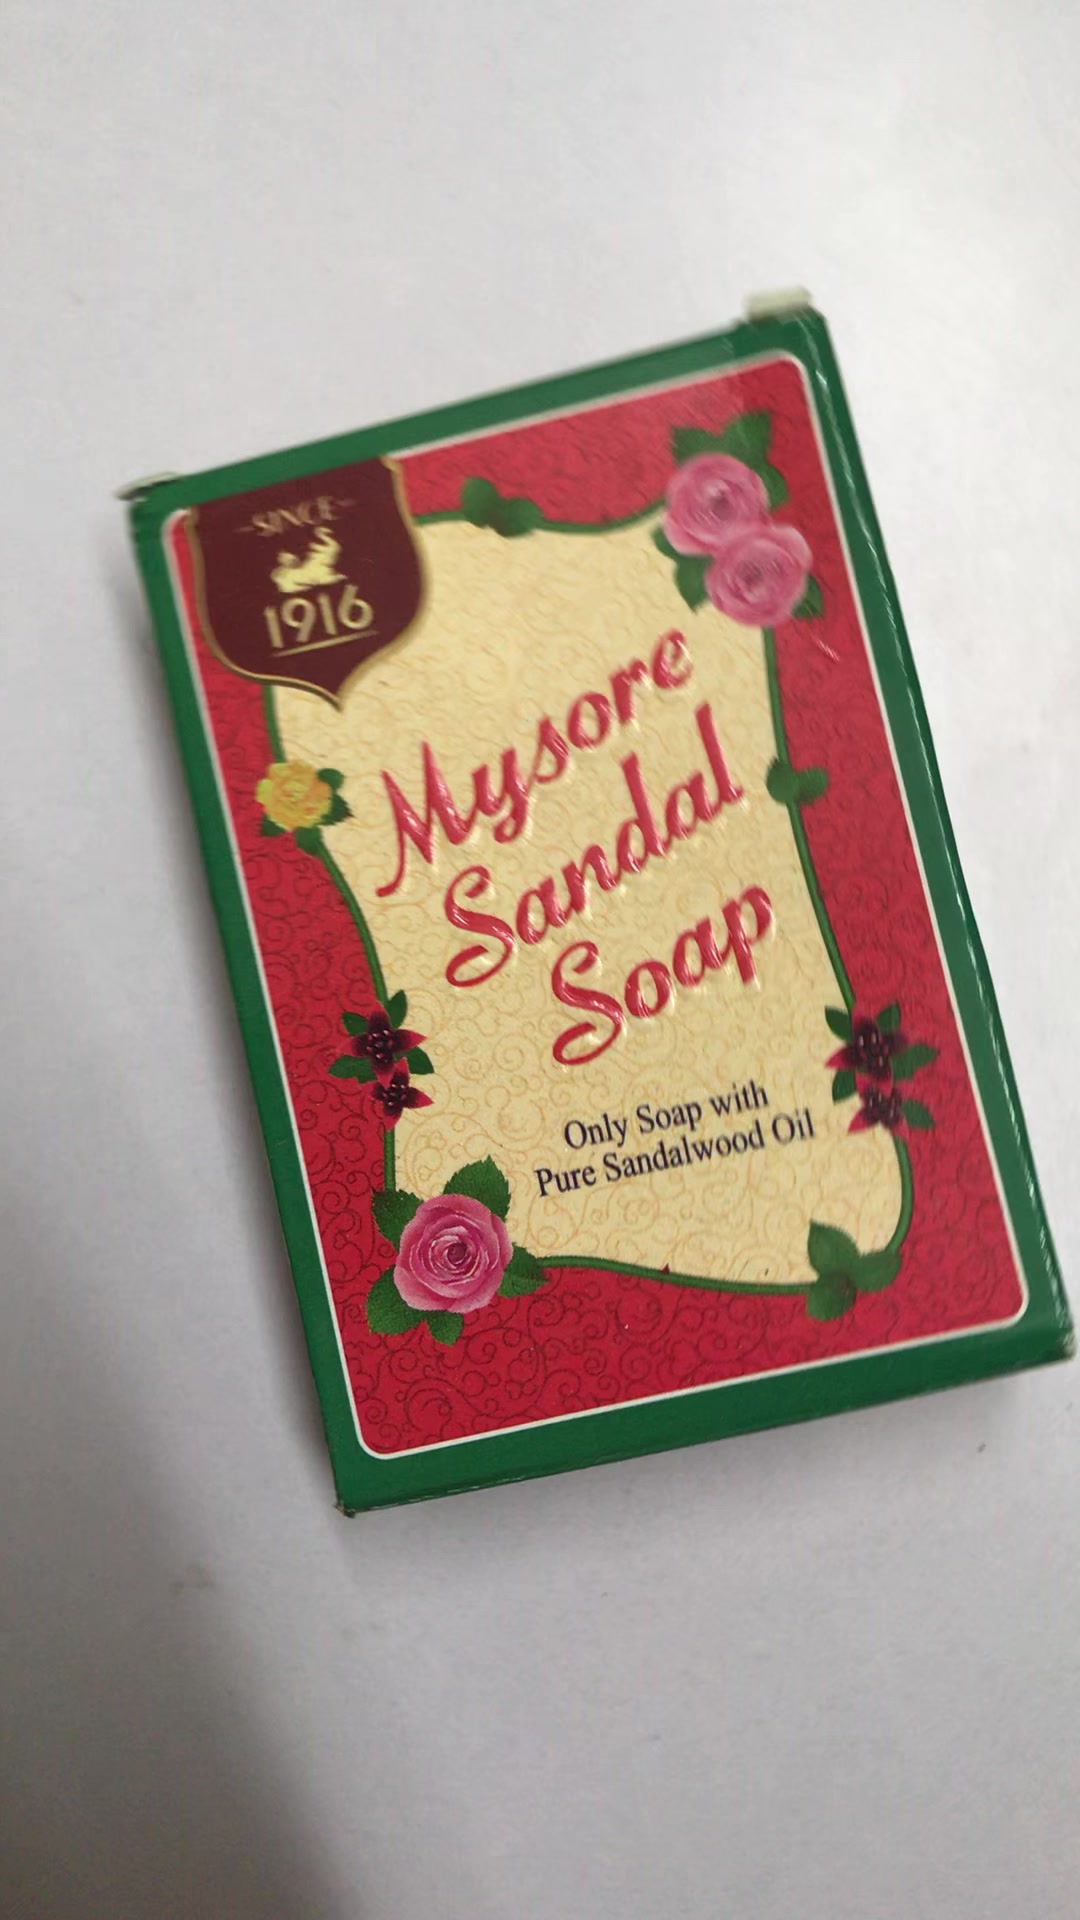 -SINCE-
1916
Mysore
Sandal
Soap
Only Soap with
Pure Sandalwood Oil